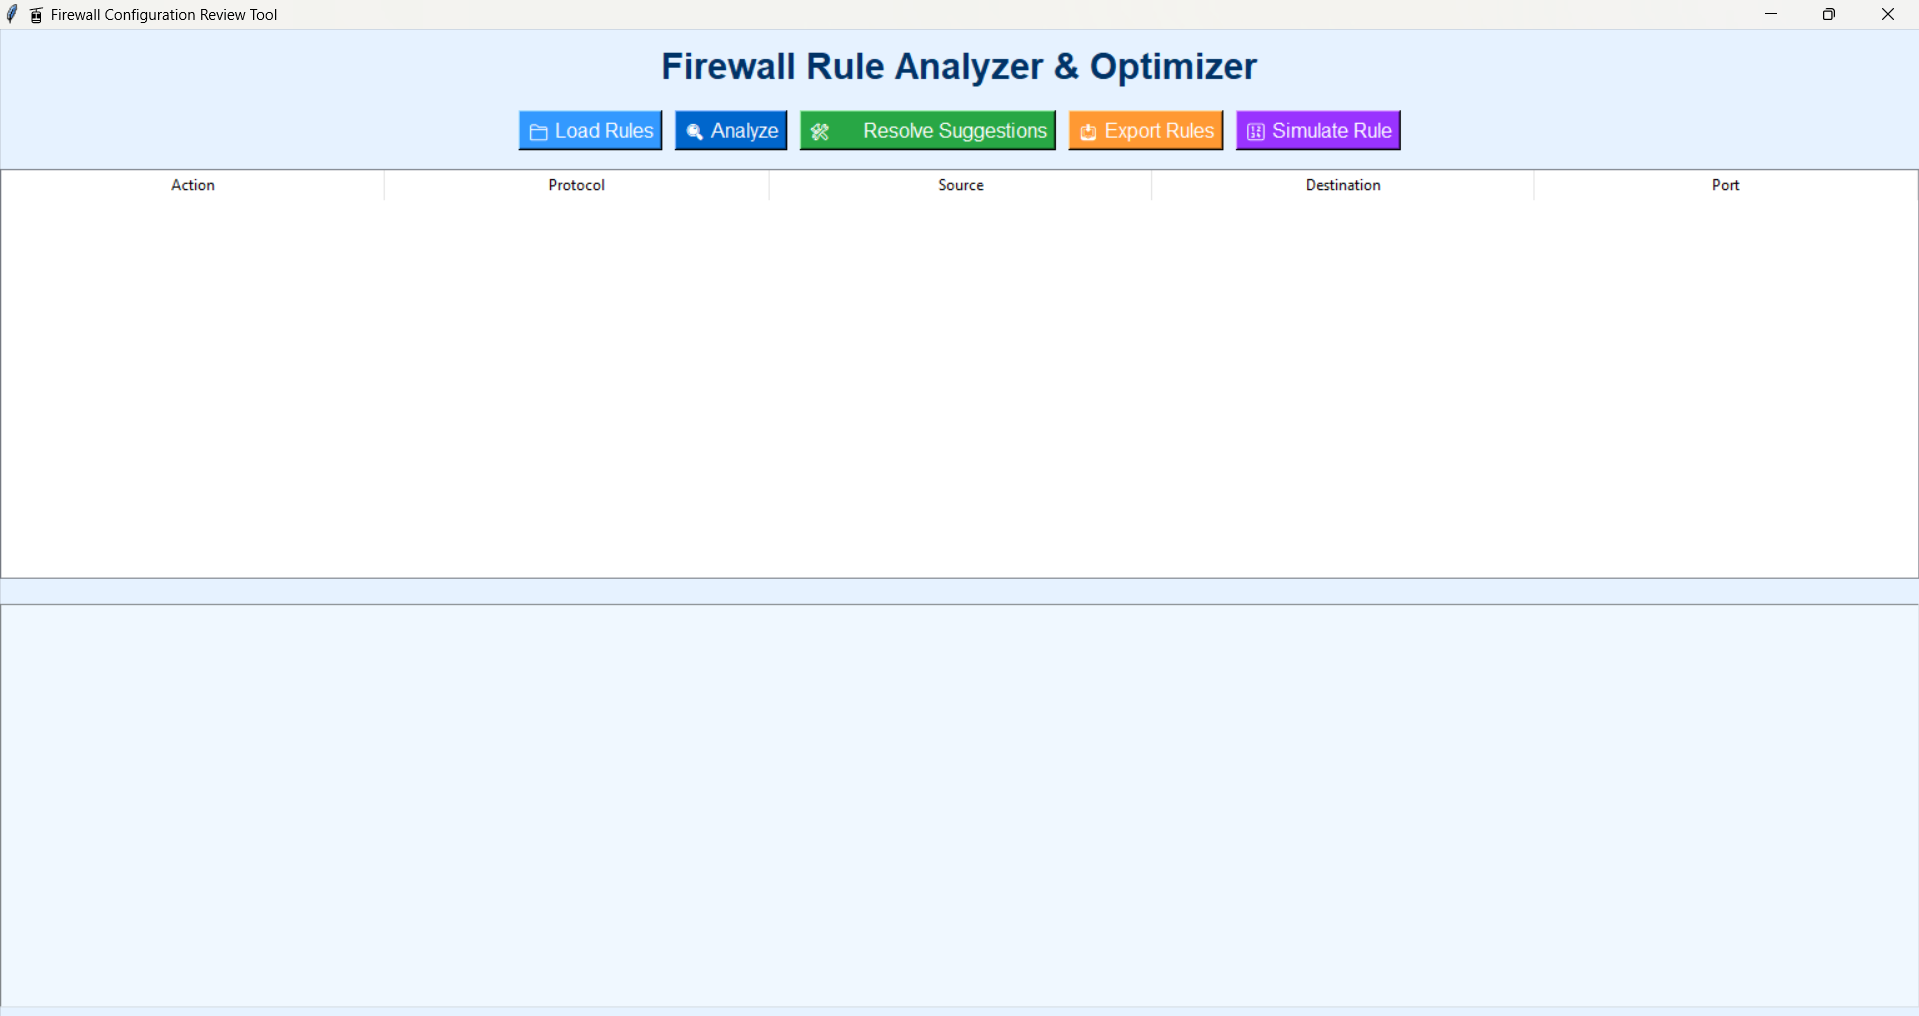 Firewall Configuration Review Tool
Firewall Rule Analyzer & Optimizer
Load Rules Analyze Resolve Suggestions Export Rules Simulate Rule
Action Protocol Source Destination Port